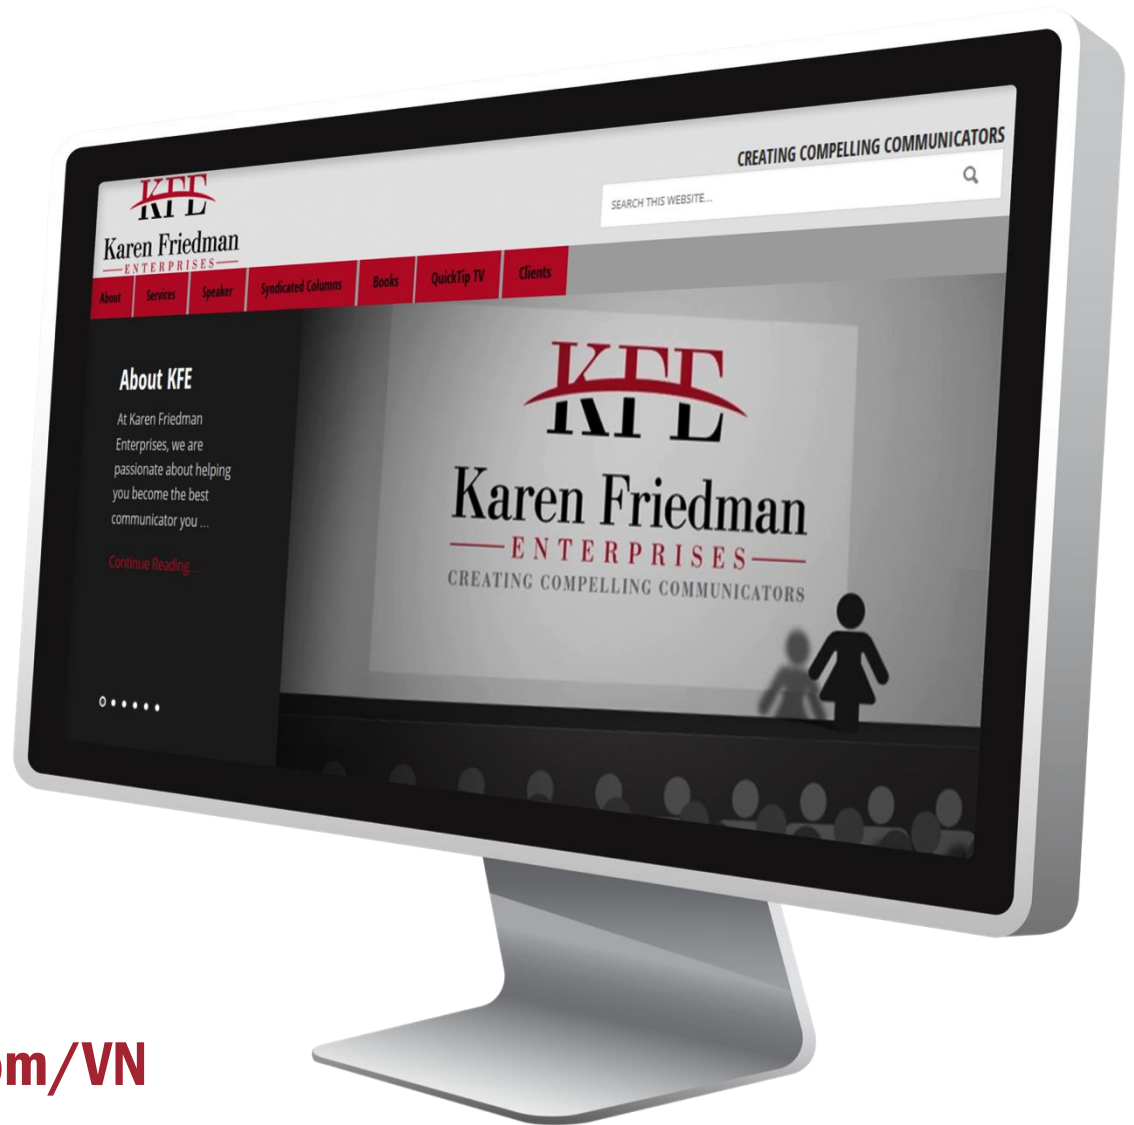 CREATING COMPELLING COMMUNICATORS
SEARCH THIS WEBSITE...
KFE
Karen Friedman
ENTERPRISES
About Services Speaker Syndicated Columns Books QuickTip TV Clients
About KFE
At Karen Friedman
Enterprises, we are
passionate about helping
you become the best
communicator you ...
Continue Reading...
KFE
Karen Friedman
ENTERPRISES
CREATING COMPELLING COMMUNICATORS
om/VN